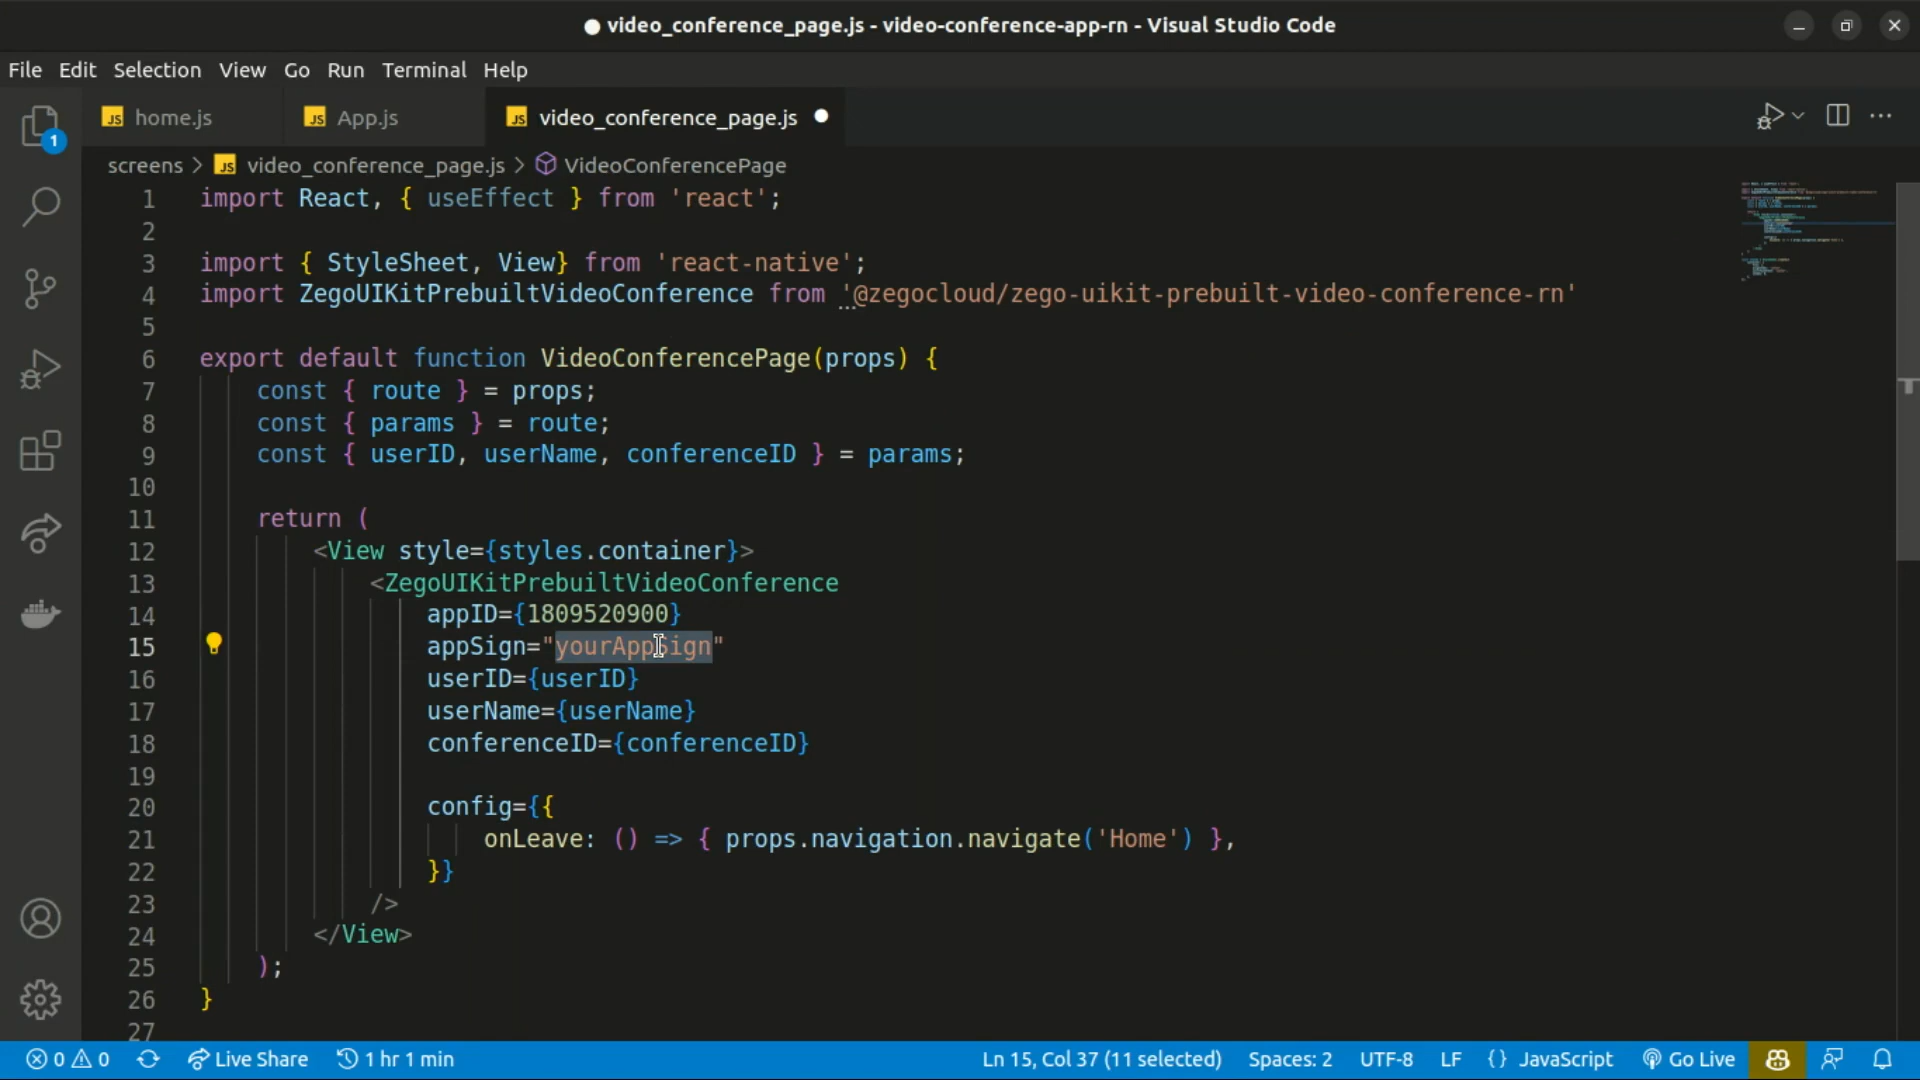 ● video_conference_page.js - video-conference-app-rn - Visual Studio Code
File Edit Selection View Go Run Terminal Help
1
JS home.js JS App.js JS video_conference_page.js ●
screens > JS video_conference_page.js > VideoConferencePage
1 import React, { useEffect } from 'react';
2
3 import { StyleSheet, View} from 'react-native';
4 import ZegoUIKitPrebuiltVideoConference from '@zegocloud/zego-uikit-prebuilt-video-conference-rn'
5
6 export default function VideoConferencePage(props) {
7 const { route } = props;
8 const { params } = route;
9 const { userID, userName, conferenceID } = params;
10
11 return (
12 <View style={styles.container}>
13 <ZegoUIKitPrebuiltVideoConference
14 appID={1809520900}
15 appSign="yourAppSign"
16 userID={userID}
17 userName={userName}
18 conferenceID={conferenceID}
19
20 config={{
21 onLeave: () => { props.navigation.navigate('Home') },
22 }}
23 />
24 </View>
25 );
26 }
27
0 0 Live Share 1 hr 1 min Ln 15, Col 37 (11 selected) Spaces: 2 UTF-8 LF {} JavaScript Go Live